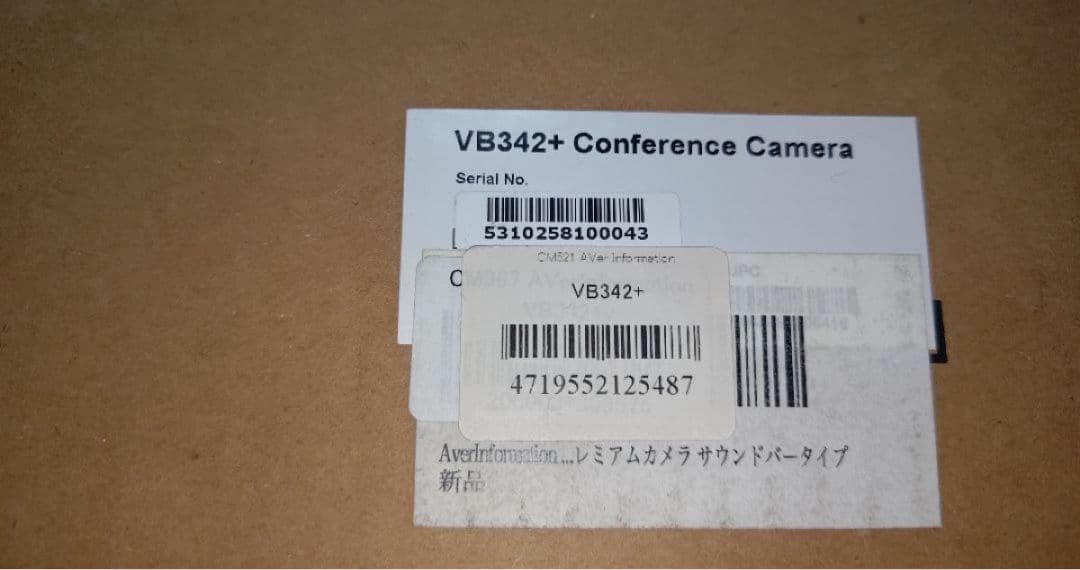 VB342+ Conference Camera
Serial No.
5310258100043
CM521 AVer Information
VB342+
4719552125487
UPC
AverInformation...レミアムカメラ サウンドバータイプ
新品